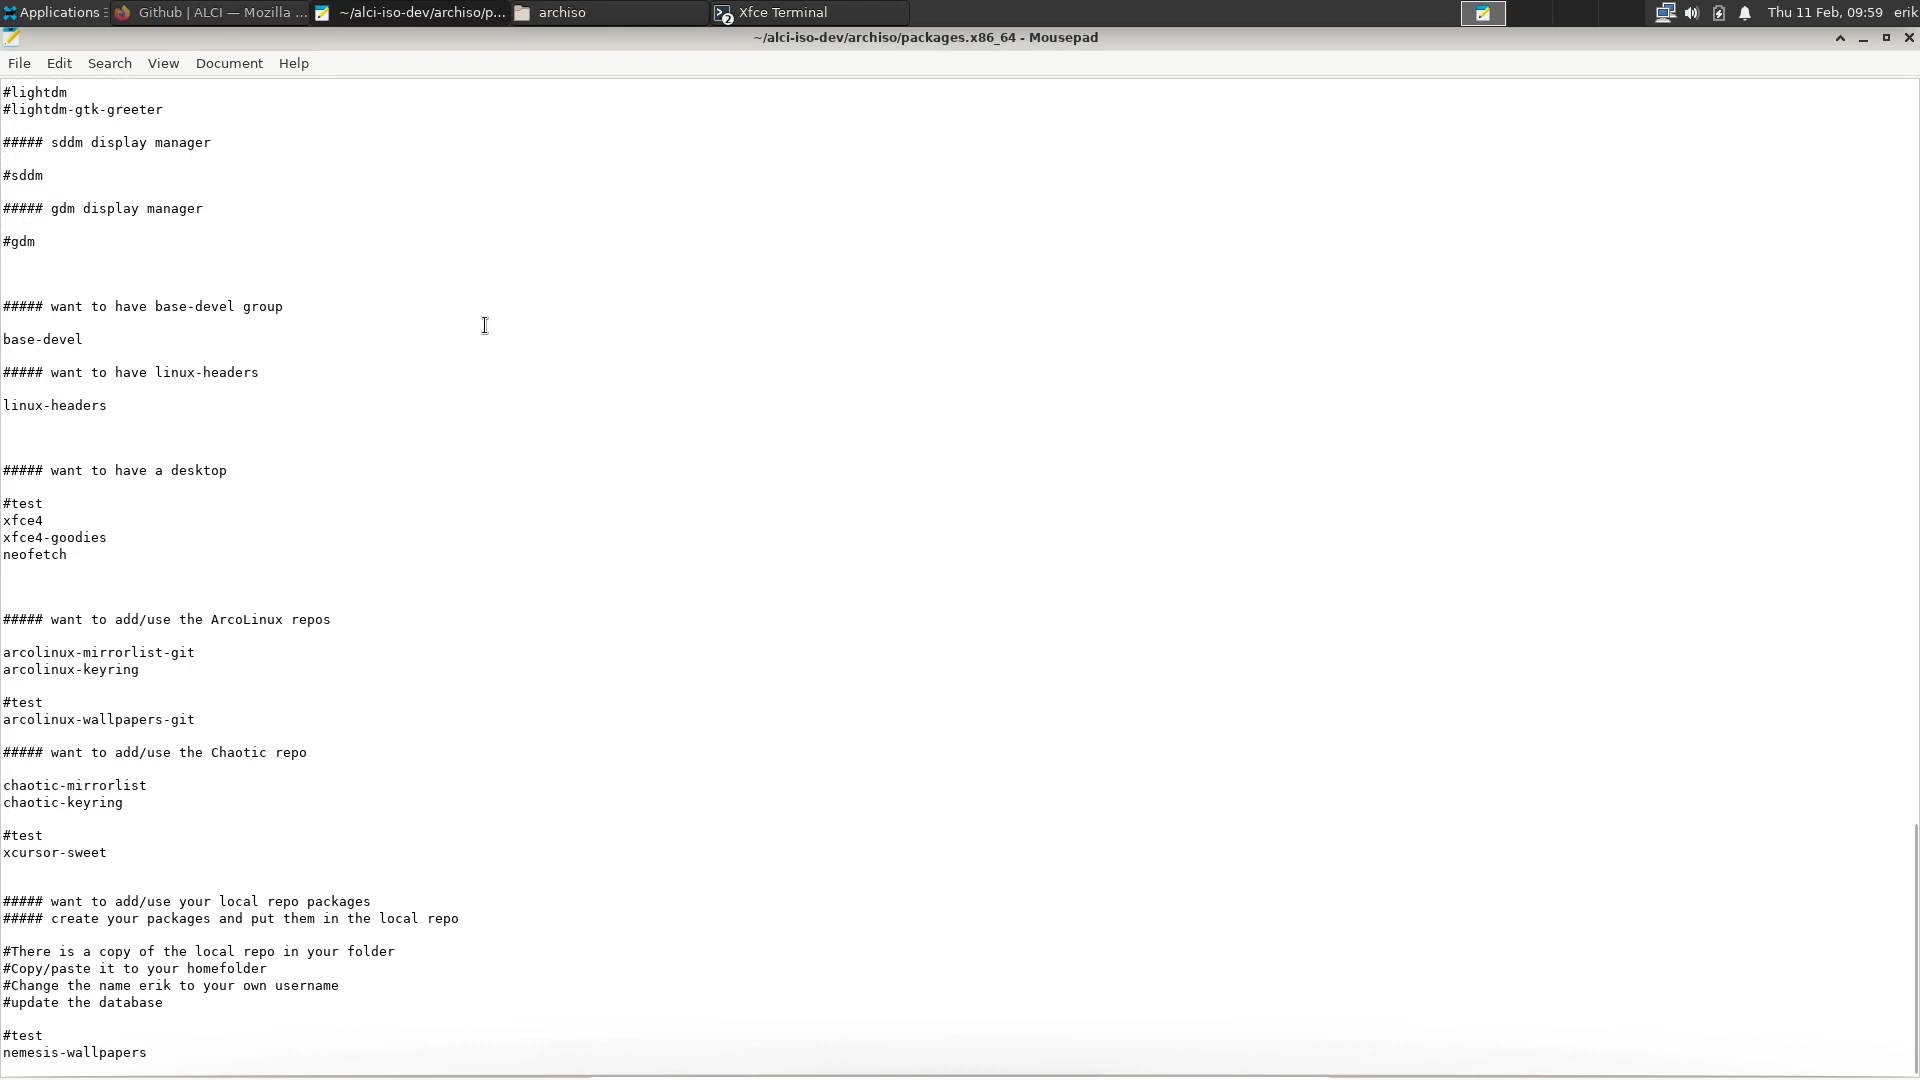 Applications
Github | ALCI — Mozilla ...
~/alci-iso-dev/archiso/p...
archiso
2
Xfce Terminal
Thu 11 Feb, 09:59
erik
~/alci-iso-dev/archiso/packages.x86_64 - Mousepad
File Edit Search View Document Help
#lightdm
#lightdm-gtk-greeter
##### sddm display manager
#sddm
##### gdm display manager
#gdm
##### want to have base-devel group
base-devel
##### want to have linux-headers
linux-headers
##### want to have a desktop
#test
xfce4
xfce4-goodies
neofetch
##### want to add/use the ArcoLinux repos
arcolinux-mirrorlist-git
arcolinux-keyring
#test
arcolinux-wallpapers-git
##### want to add/use the Chaotic repo
chaotic-mirrorlist
chaotic-keyring
#test
xcursor-sweet
##### want to add/use your local repo packages
##### create your packages and put them in the local repo
#There is a copy of the local repo in your folder
#Copy/paste it to your homefolder
#Change the name erik to your own username
#update the database
#test
nemesis-wallpapers